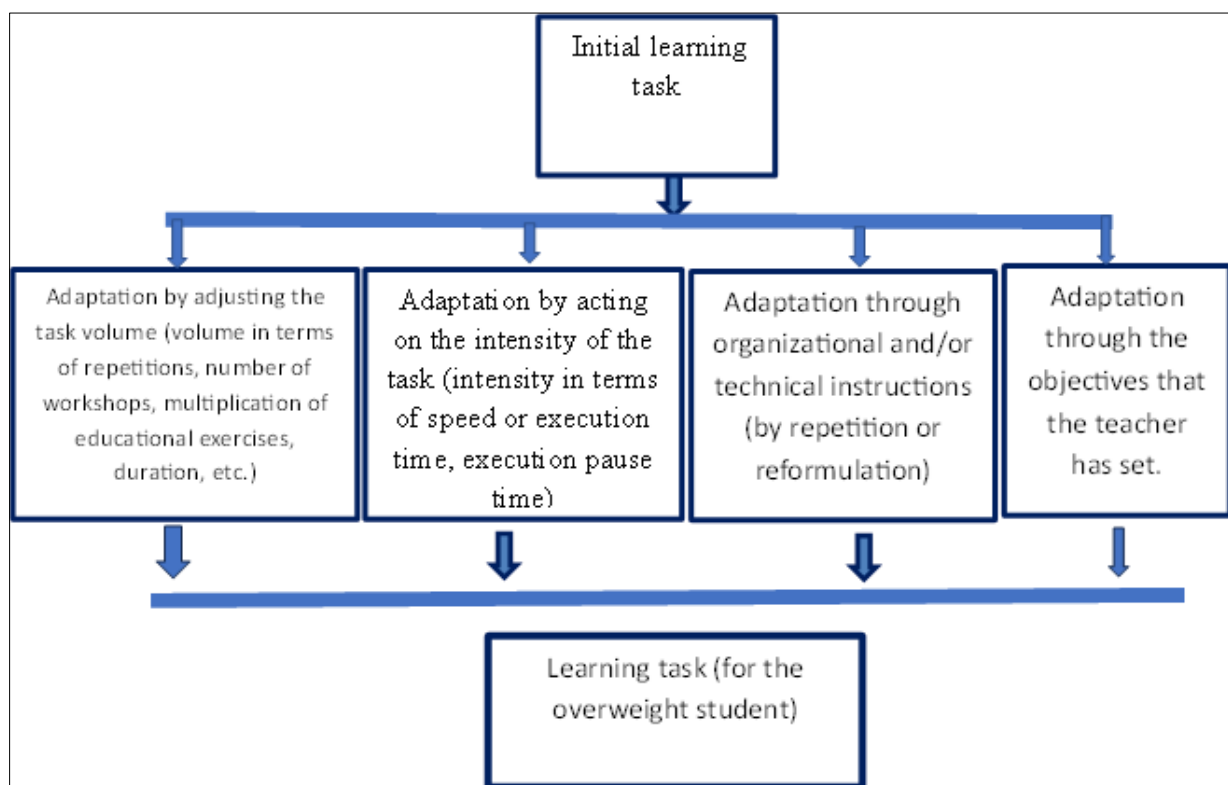 Initial learning
task
Adaptation by adjusting the
task volume (volume in terms
of repetitions, number of
workshops, multiplication of
educational exercises,
duration, etc.)
Adaptation by acting
on the intensity of the
task (intensity in terms
of speed or execution
time, execution pause
time)
Adaptation through
organizational and/or
technical instructions
(by repetition or
reformulation)
Adaptation
through the
objectives that
the teacher
has set.
Learning task (for the
overweight student)